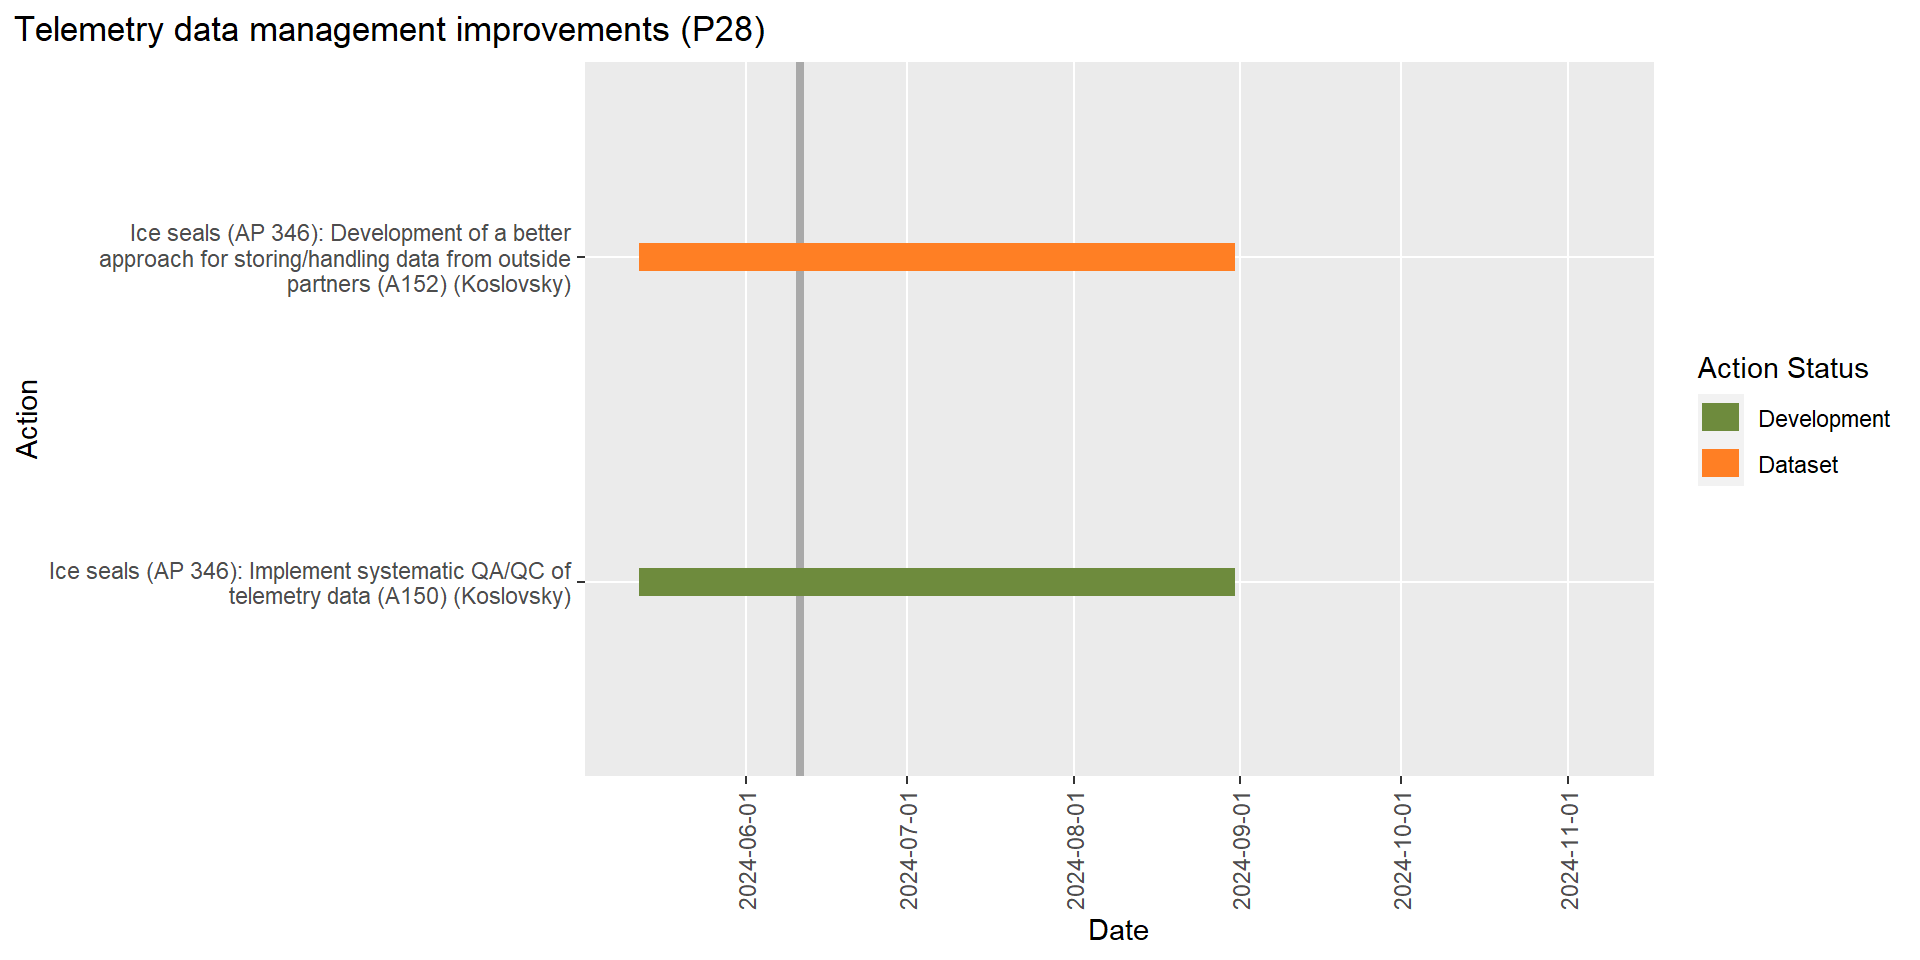 Telemetry data management improvements (P28)
Action
Ice seals (AP 346): Development of a better
approach for storing/handling data from outside
partners (A152) (Koslovsky)
Ice seals (AP 346): Implement systematic QA/QC of
telemetry data (A150) (Koslovsky)
2024-06-01
2024-07-01
2024-08-01
2024-09-01
2024-10-01
2024-11-01
Date
Action Status
Development
Dataset